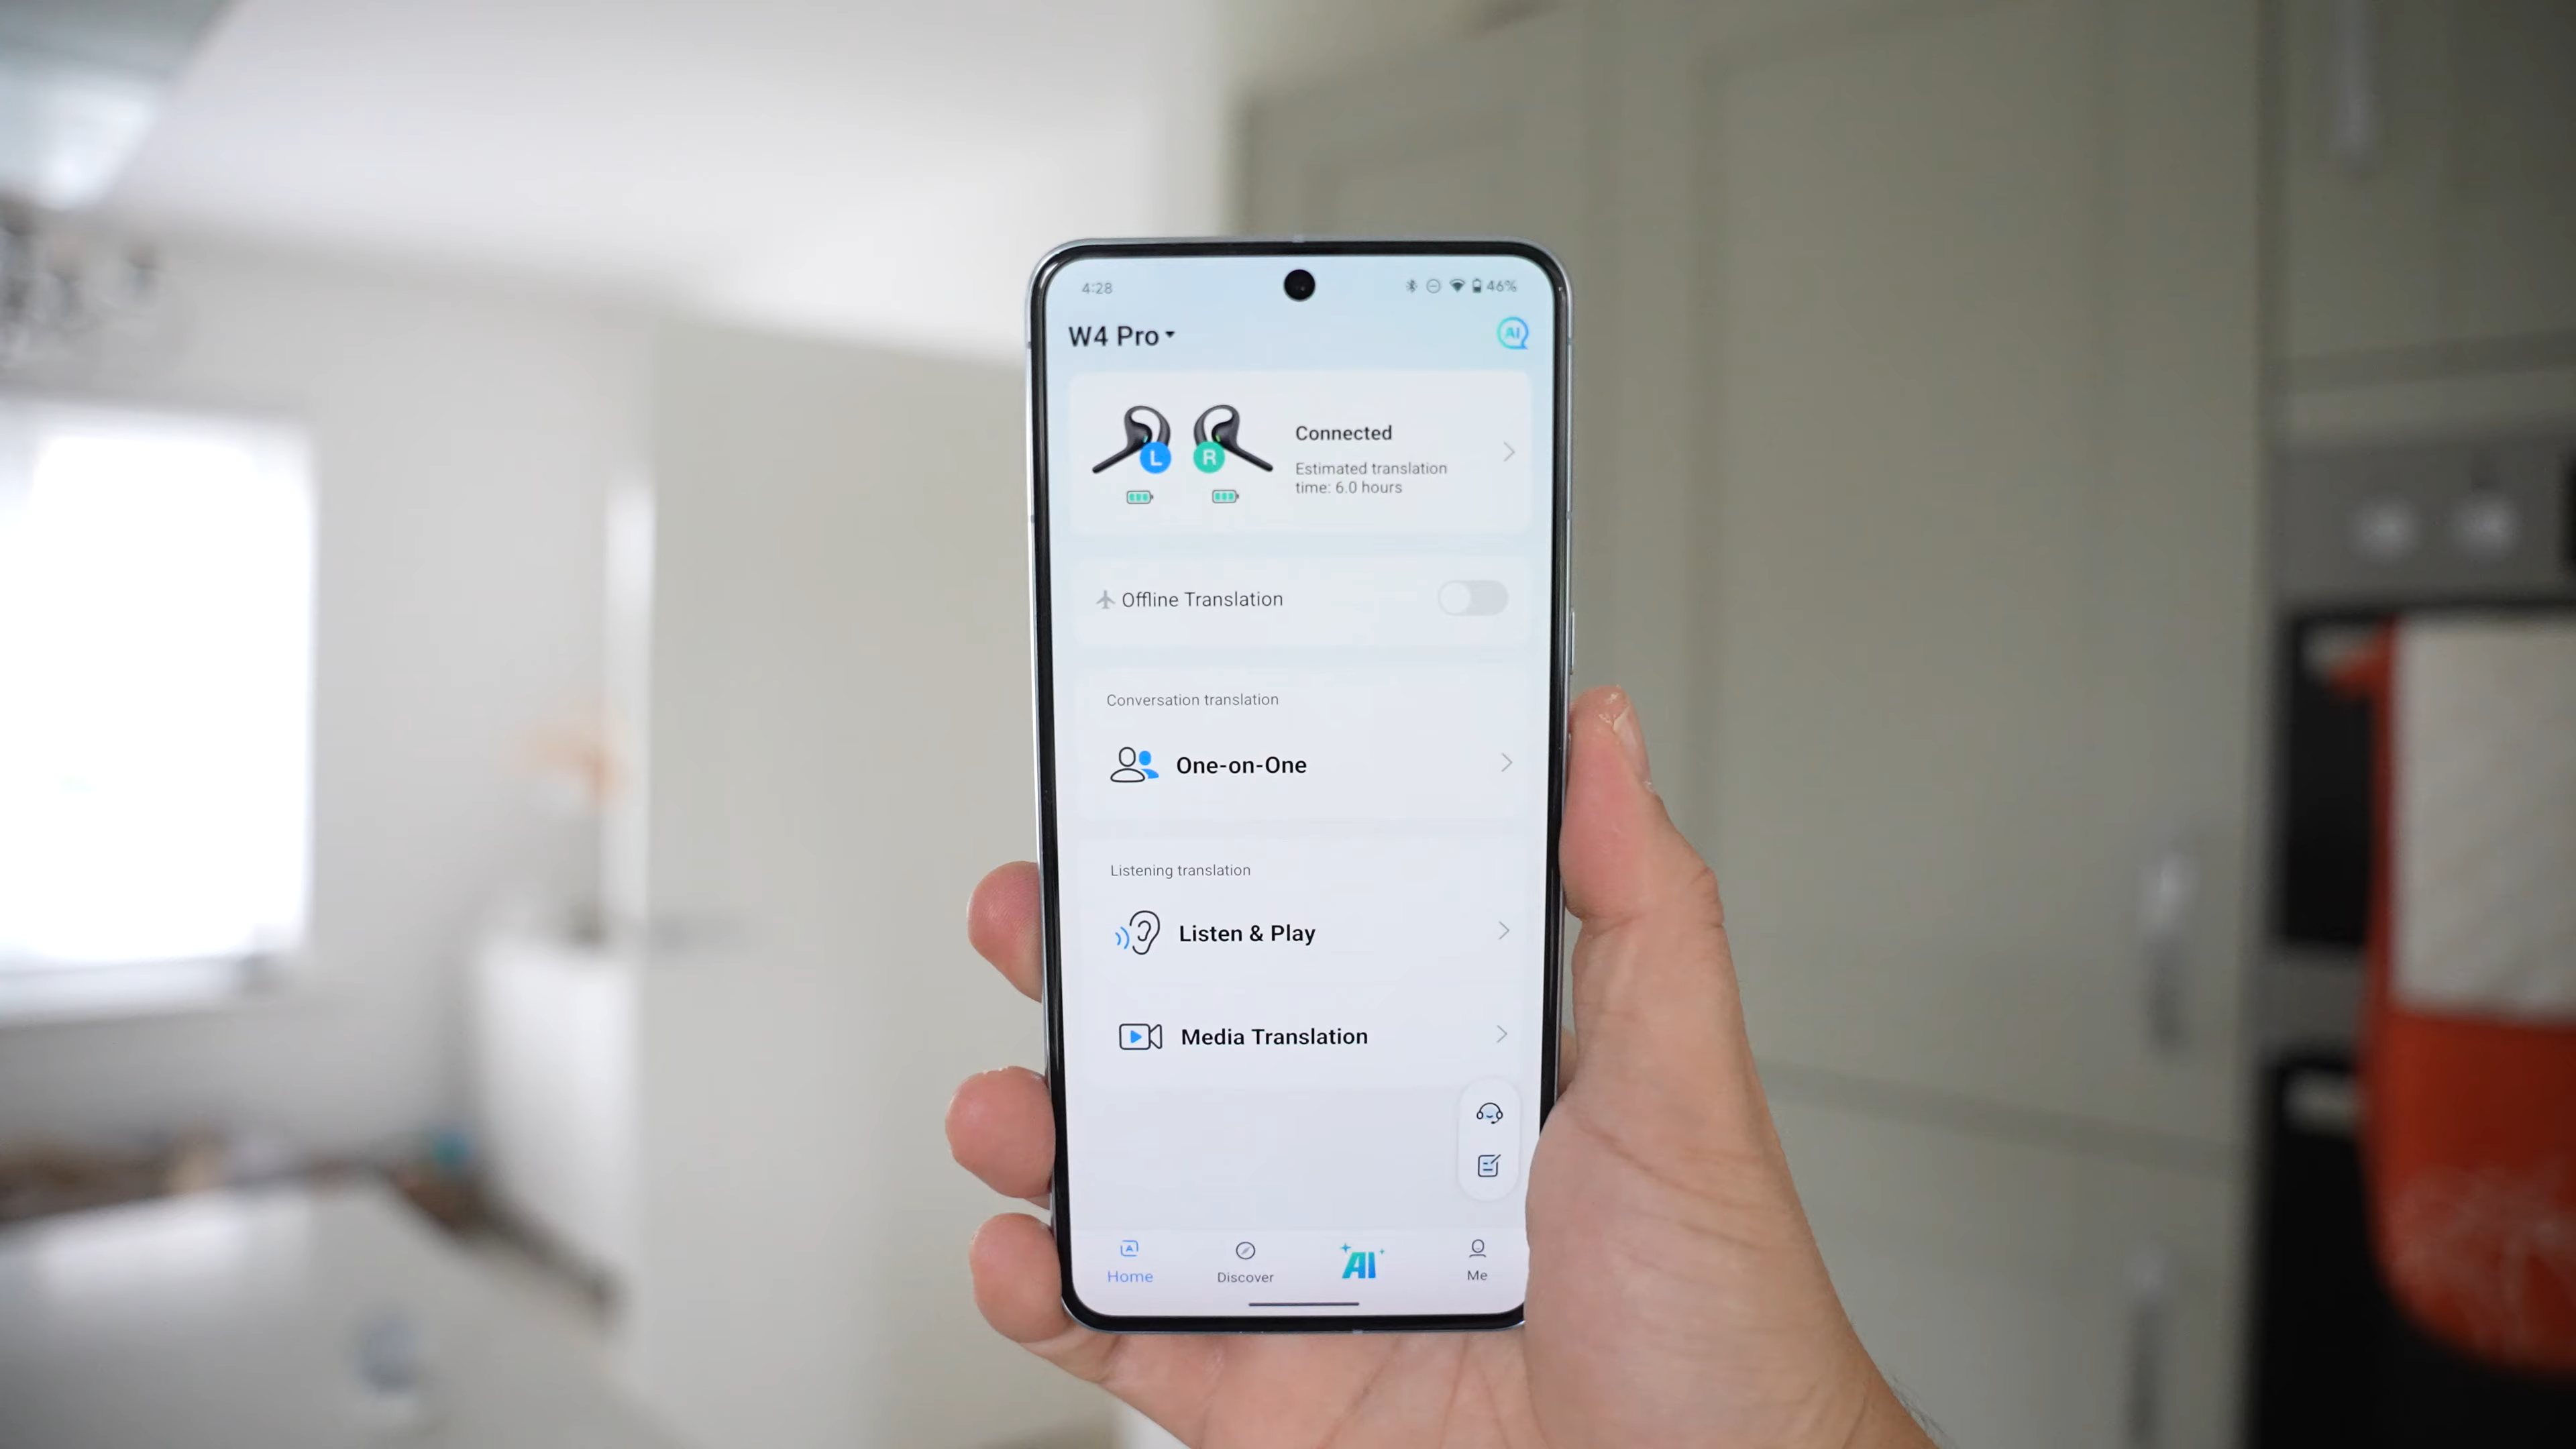 4:28
46%
W4 Pro
AI
L
R
Connected
Estimated translation
time: 6.0 hours
Offline Translation
Conversation translation
One-on-One
Listening translation
Listen & Play
Media Translation
A
Home
Discover
AI
Me